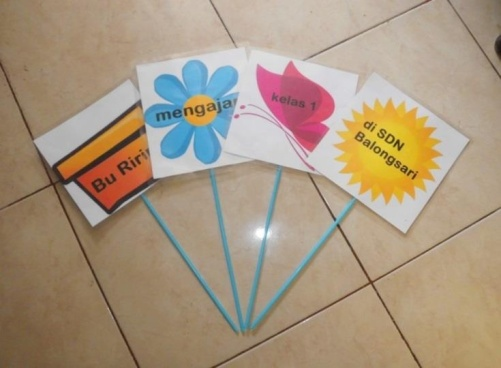 Bu Ririn
mengajar
kelas 1
di SDN
Balongsari